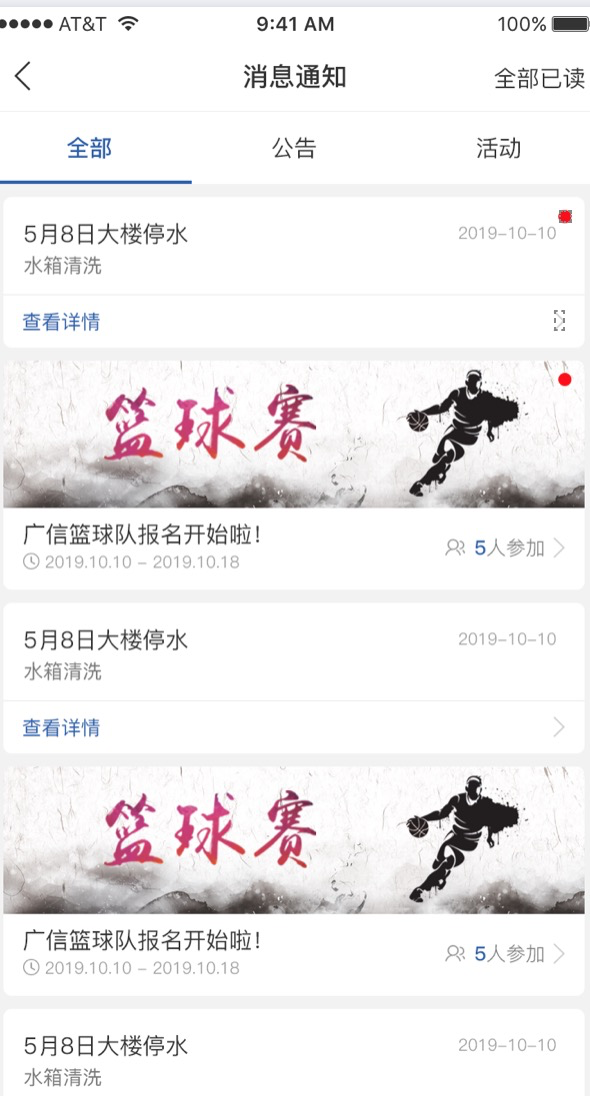 AT&T 9:41 AM 100%
消息通知 全部已读
全部 公告 活动
5月8日大楼停水 2019-10-10
水箱清洗
查看详情
篮球赛
广信篮球队报名开始啦！
2019.10.10 - 2019.10.18 5人参加
5月8日大楼停水 2019-10-10
水箱清洗
查看详情
篮球赛
广信篮球队报名开始啦！
2019.10.10 - 2019.10.18 5人参加
5月8日大楼停水 2019-10-10
水箱清洗